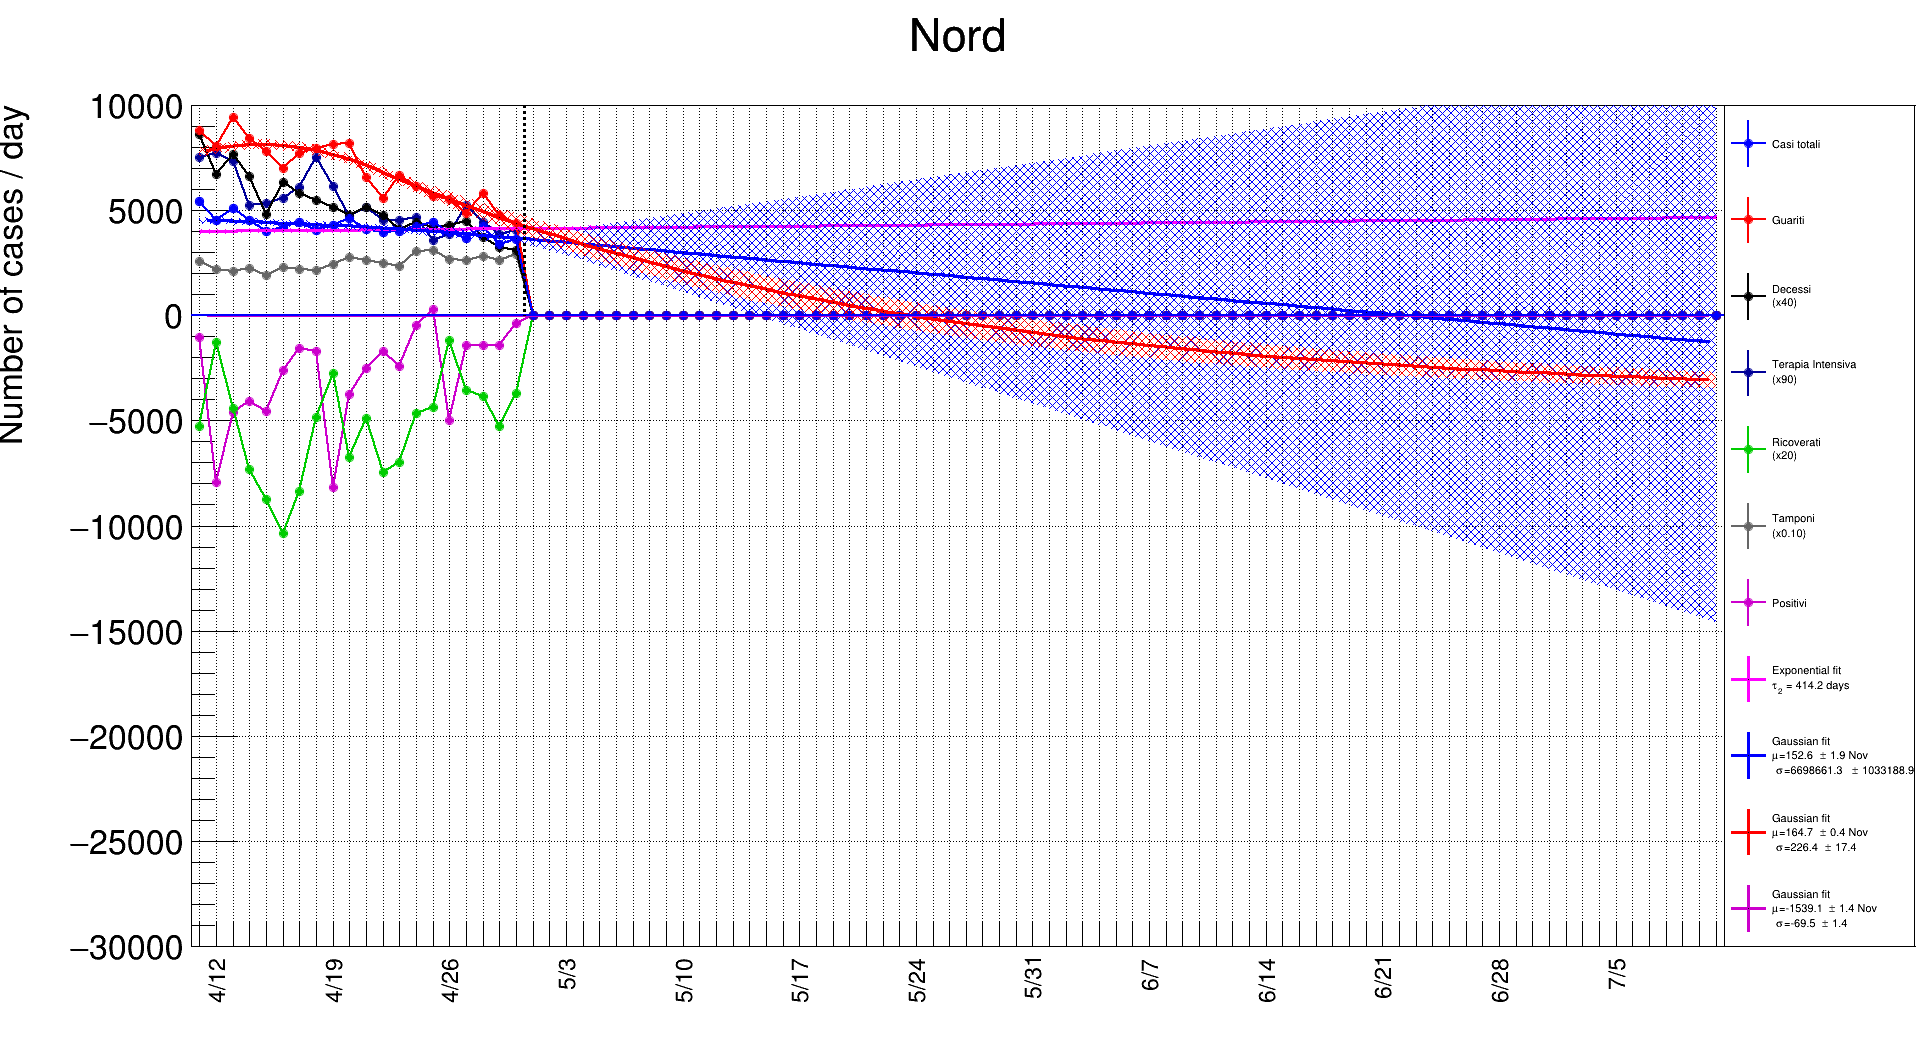 Nord
Number of cases / day
10000
5000
0
−5000
−10000
−15000
−20000
−25000
−30000
4/12
4/19
4/26
5/3
5/10
5/17
5/24
5/31
6/7
6/14
6/21
6/28
7/5
Casi totali
Guariti
Decessi
(x40)
Terapia Intensiva
(x90)
Ricoverati
(x20)
Tamponi
(x0.10)
Positivi
Exponential fit
τ2 = 414.2 days
Gaussian fit
μ=152.6 ± 1.9 Nov
σ=6698661.3 ± 1033188.9
Gaussian fit
μ=164.7 ± 0.4 Nov
σ=226.4 ± 17.4
Gaussian fit
μ=-1539.1 ± 1.4 Nov
σ=-69.5 ± 1.4